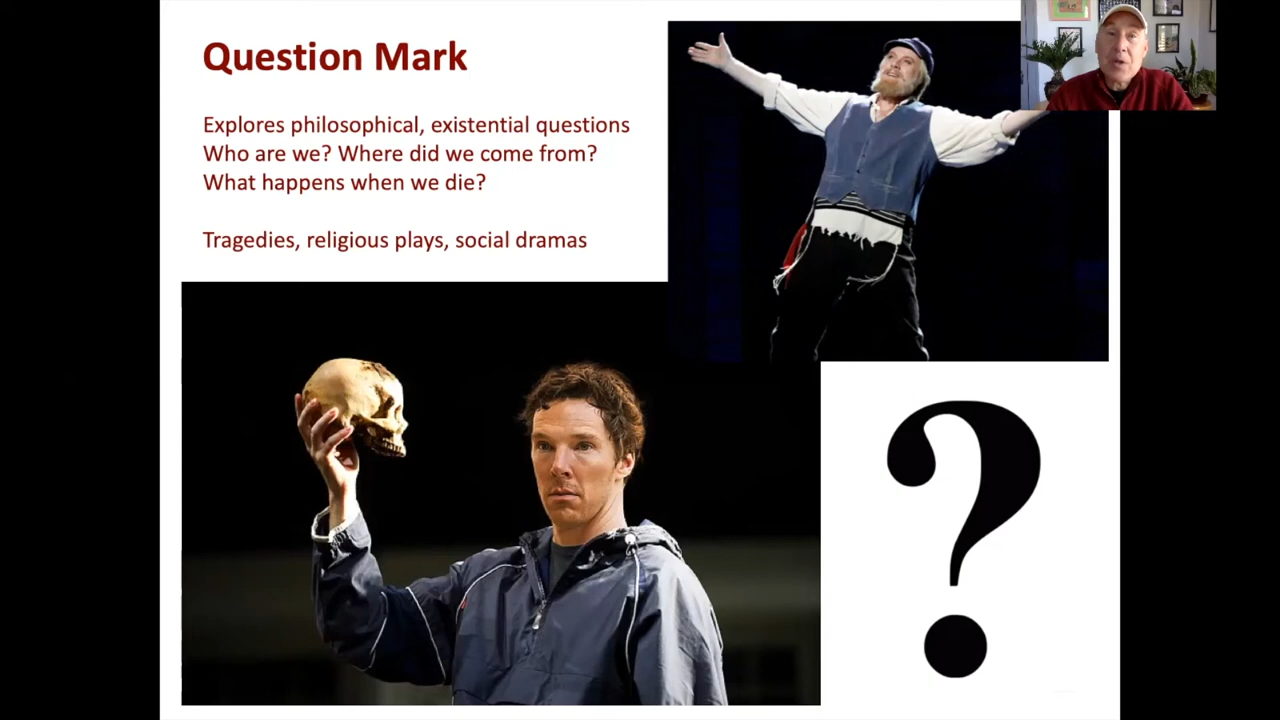 Question Mark
Explores philosophical, existential questions
Who are we? Where did we come from?
What happens when we die?
Tragedies, religious plays, social dramas
?